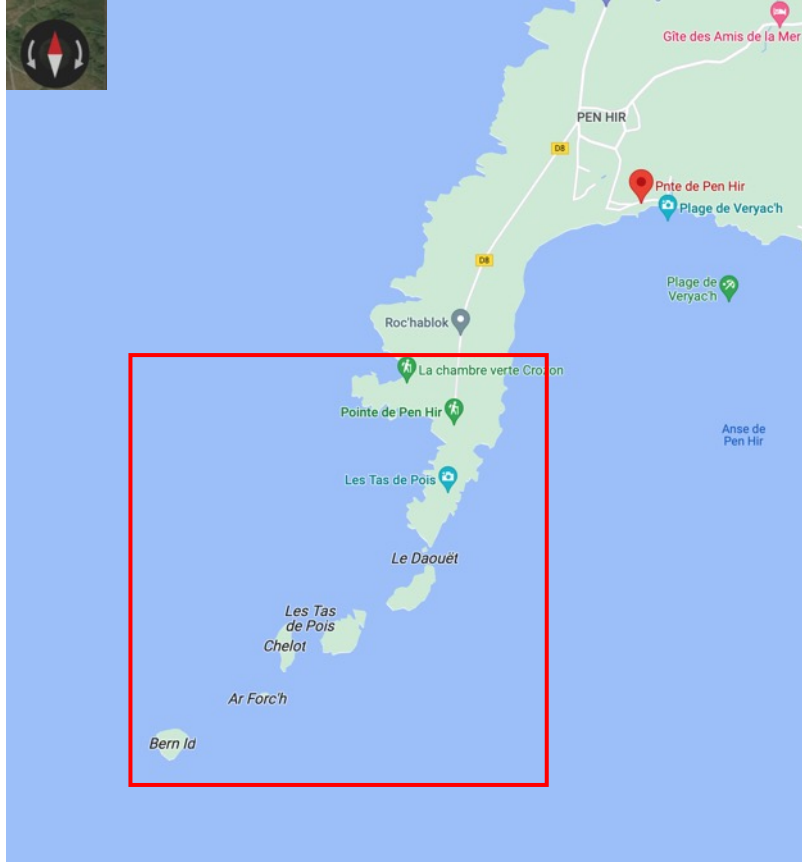 Gîte des Amis de la Mer
PEN HIR
D8
Pnte de Pen Hir
Plage de Veryac'h
D8
Plage de
Veryac'h
Roc'hablok
La chambre verte Crozon
Pointe de Pen Hir
Anse de
Pen Hir
Les Tas de Pois
Le Daouët
Les Tas
de Pois
Chelot
Ar Forc'h
Bern Id